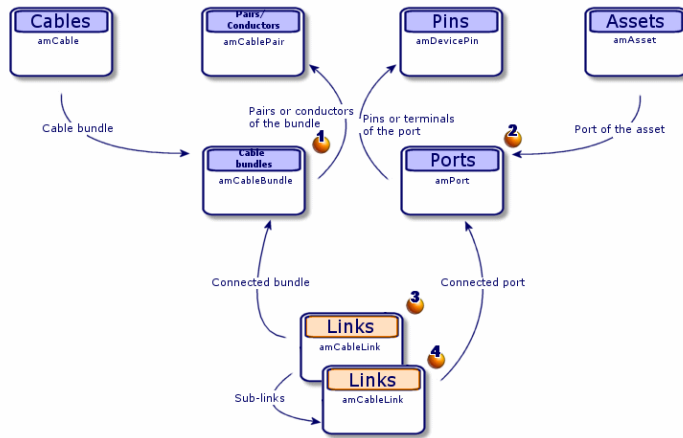 Cables
amCable
Pairs/
Conductors
amCablePair
Pins
amDevicePin
Assets
amAsset
Cable bundle
Pairs or conductors
of the bundle
Pins or terminals
of the port
Port of the asset
1
2
Cable
bundles
amCableBundle
Ports
amPort
Connected bundle
Connected port
3
Links
amCableLink
4
Links
amCableLink
Sub-links